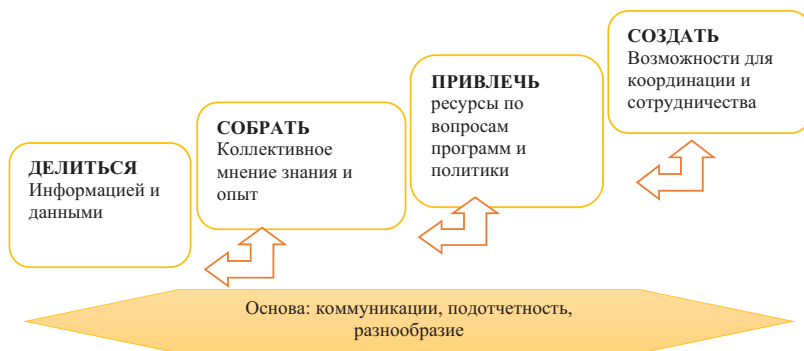 ДЕЛИТЬСЯ
Информацией и
данными
СОБРАТЬ
Коллективное
мнение знания и
опыт
ПРИВЛЕЧЬ
ресурсы по
вопросам
программ и
политики
СОЗДАТЬ
Возможности для
координации и
сотрудничества
Основа: коммуникации, подотчетность,
разнообразие